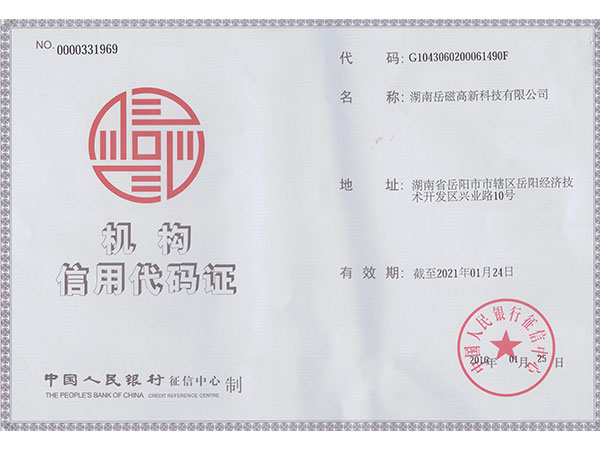 NO. 0000331969
机构
信用代码证
中国人民银行征信中心 制
THE PEOPLE'S BANK OF CHINA CREDIT REFERENCE CENTRE
代 码: G1043060200061490F
名 称: 湖南岳磁高新科技有限公司
地 址: 湖南省岳阳市市辖区岳阳经济技
术开发区兴业路10号
有 效 期: 截至2021年01月24日
中国人民银行征信中心
2016年 01月 25日